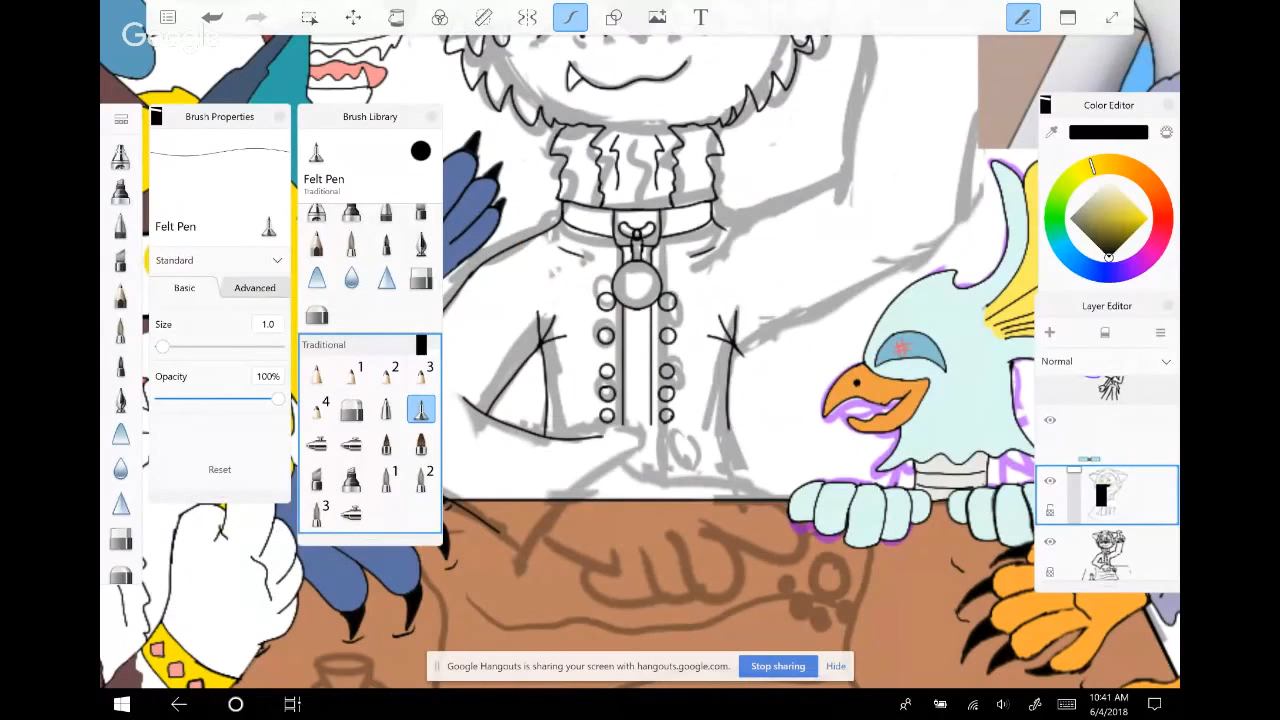 T
Google
Brush Properties
Felt Pen
Standard
Basic
Advanced
Size
1.0
Opacity
100%
Reset
Brush Library
Felt Pen
Traditional
Traditional
1
2
3
4
1
2
3
Color Editor
Layer Editor
Normal
Google Hangouts is sharing your screen with hangouts.google.com.
Stop sharing
Hide
10:41 AM
6/4/2018